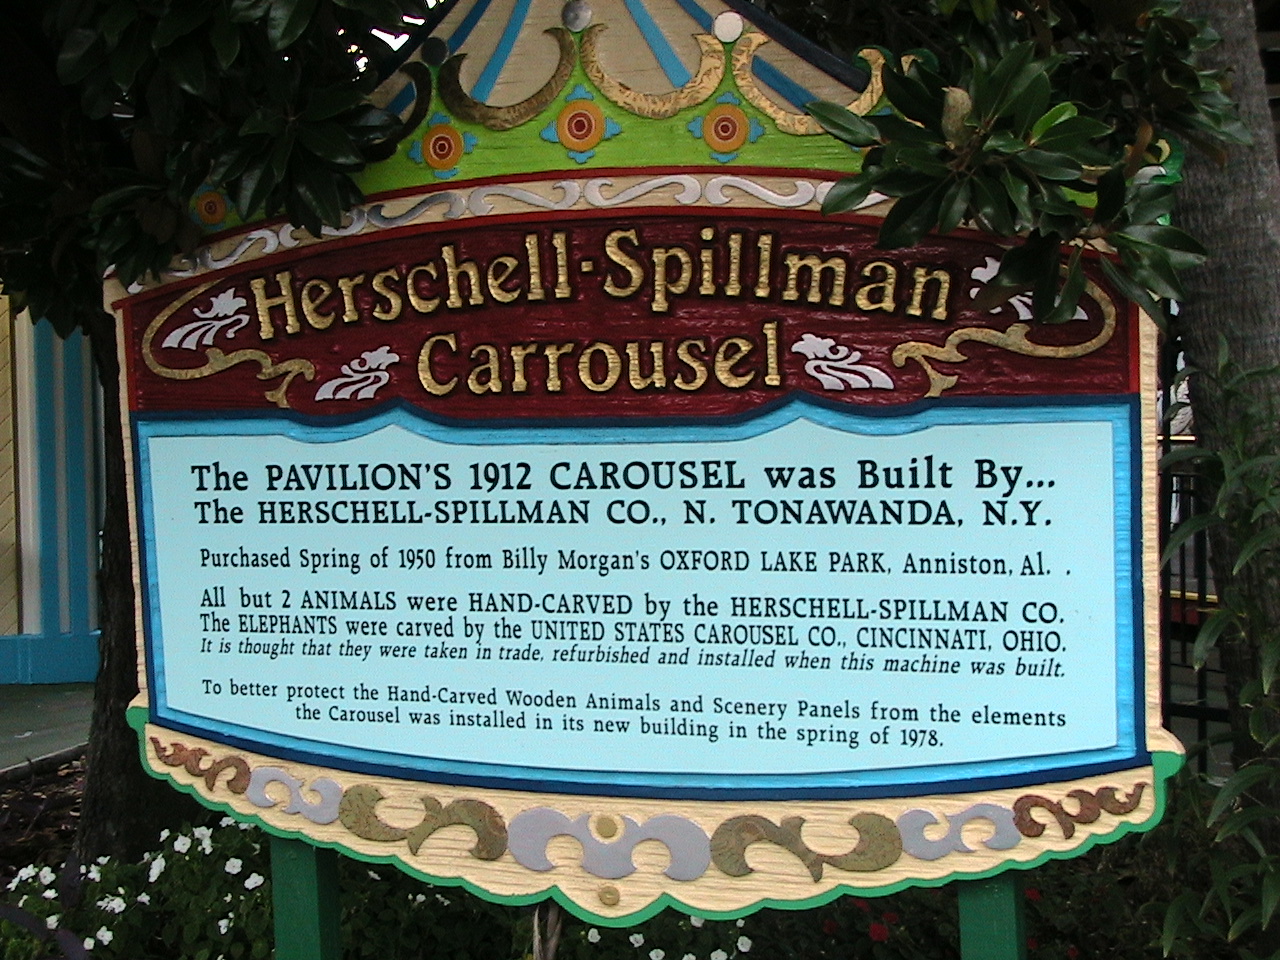 Herschell-Spillman
Carrousel
The PAVILION'S 1912 CAROUSEL was Built By...
The HERSCHELL-SPILLMAN CO., N. TONAWANDA, N.Y.
Purchased Spring of 1950 from Billy Morgan's OXFORD LAKE PARK, Anniston, Al. .
All but 2 ANIMALS were HAND-CARVED by the HERSCHELL-SPILLMAN CO.
The ELEPHANTS were carved by the UNITED STATES CAROUSEL CO., CINCINNATI, OHIO.
It is thought that they were taken in trade, refurbished and installed when this machine was built.
To better protect the Hand-Carved Wooden Animals and Scenery Panels from the elements
the Carousel was installed in its new building in the spring of 1978.